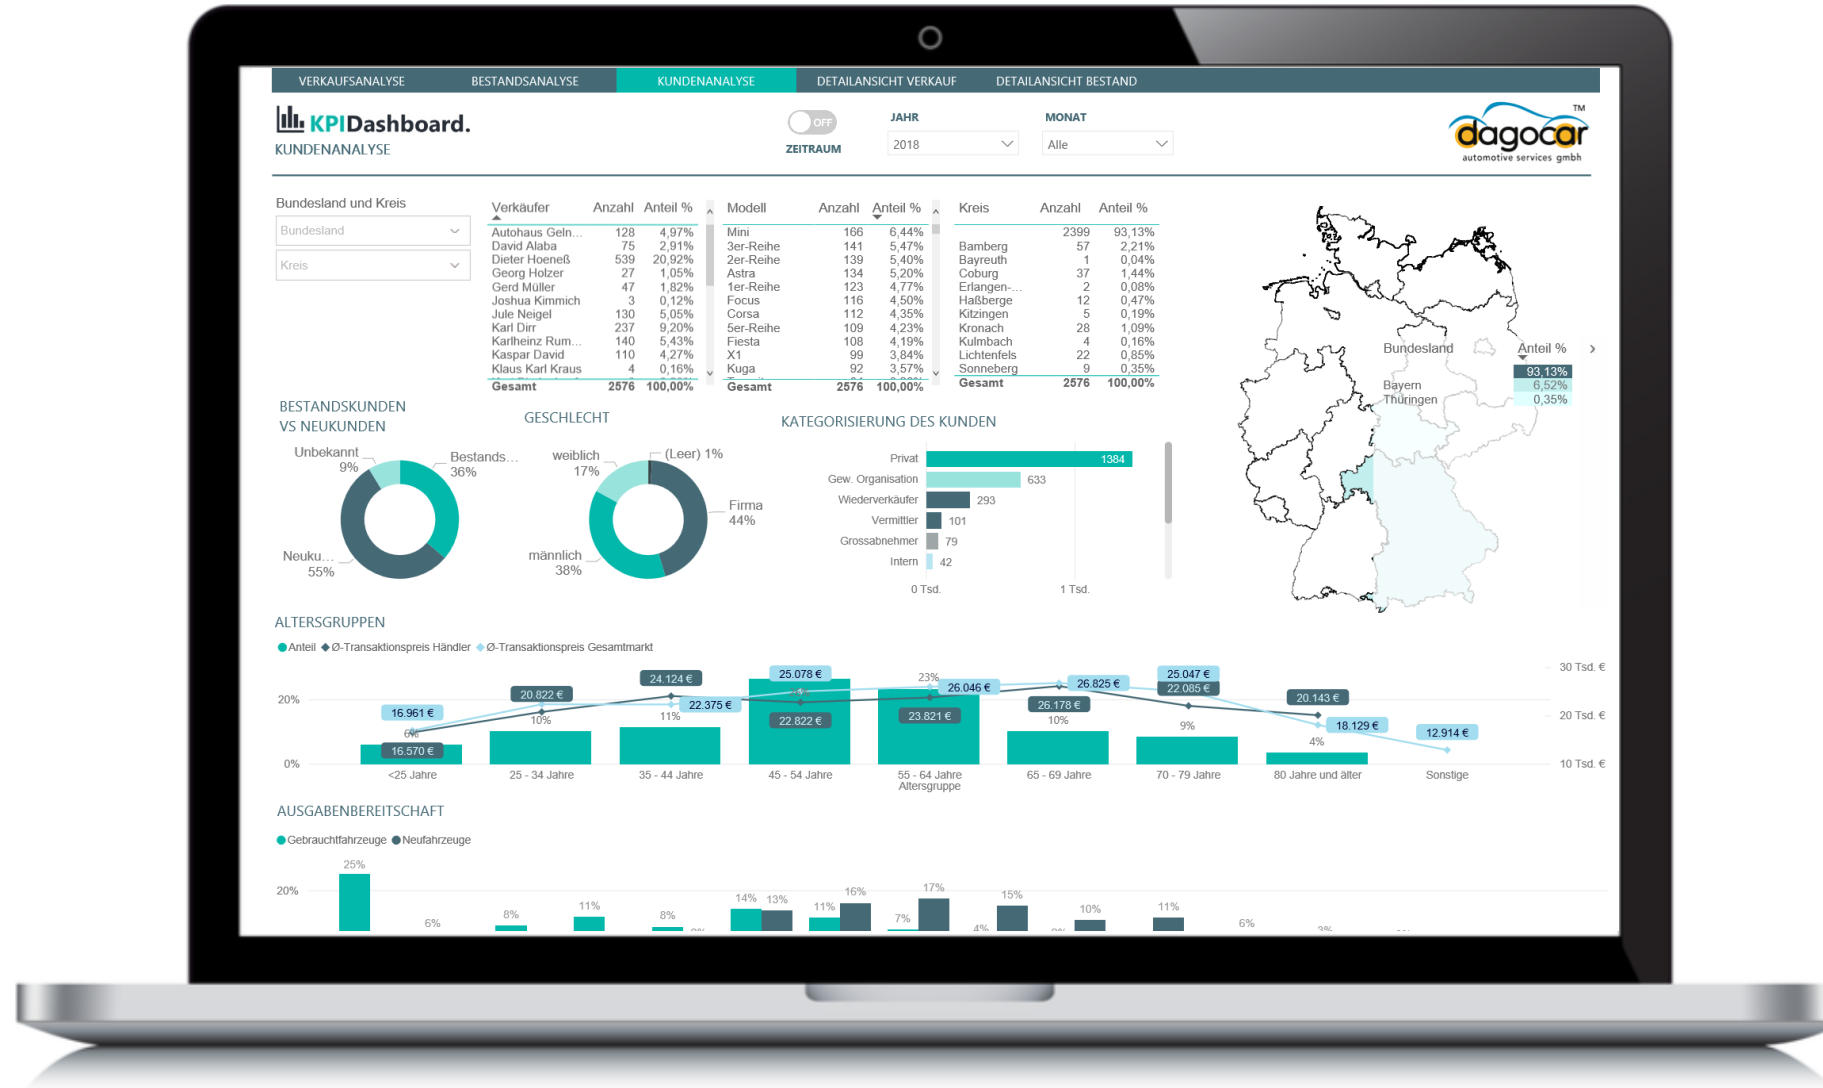 VERKAUFSANALYSE BESTANDSANALYSE KUNDENANALYSE DETAILANSICHT VERKAUF DETAILANSICHT BESTAND
KPIDashboard.
KUNDENANALYSE
OFF
ZEITRAUM
JAHR
2018
MONAT
Alle
TM
dagocar
automotive services gmbh
Bundesland und Kreis
Bundesland
Kreis
Verkäufer Anzahl Anteil %
Autohaus Geln... 128 4,97%
David Alaba 75 2,91%
Dieter Hoeneß 539 20,92%
Georg Holzer 27 1,05%
Gerd Müller 47 1,82%
Joshua Kimmich 3 0,12%
Jule Neigel 130 5,05%
Karl Dirr 237 9,20%
Karlheinz Rum... 140 5,43%
Kaspar David 110 4,27%
Klaus Karl Kraus 4 0,16%
Gesamt 2576 100,00%
Modell Anzahl Anteil %
Mini 166 6,44%
3er-Reihe 141 5,47%
2er-Reihe 139 5,40%
Astra 134 5,20%
1er-Reihe 123 4,77%
Focus 116 4,50%
Corsa 112 4,35%
5er-Reihe 109 4,23%
Fiesta 108 4,19%
X1 99 3,84%
Kuga 92 3,57%
Gesamt 2576 100,00%
Kreis Anzahl Anteil %
2399 93,13%
Bamberg 57 2,21%
Bayreuth 1 0,04%
Coburg 37 1,44%
Erlangen-... 2 0,08%
Haßberge 12 0,47%
Kitzingen 5 0,19%
Kronach 28 1,09%
Kulmbach 4 0,16%
Lichtenfels 22 0,85%
Sonneberg 9 0,35%
Gesamt 2576 100,00%
Bundesland Anteil %
93,13%
Bayern 6,52%
Thüringen 0,35%
BESTANDSKUNDEN
VS NEUKUNDEN
Unbekannt
9%
Bestands...
36%
Neuku...
55%
GESCHLECHT
weiblich
17%
(Leer) 1%
Firma
44%
männlich
38%
KATEGORISIERUNG DES KUNDEN
Privat 1384
Gew. Organisation 633
Wiederverkäufer 293
Vermittler 101
Grossabnehmer 79
Intern 42
0 Tsd. 1 Tsd.
ALTERSGRUPPEN
Anteil Ø-Transaktionspreis Händler Ø-Transaktionspreis Gesamtmarkt
30 Tsd. €
20 Tsd. €
10 Tsd. €
20%
0%
16.961 €
6%
16.570 €
20.822 €
10%
24.124 €
22.375 €
11%
25.078 €
22.822 €
23%
26.046 €
23.821 €
26.825 €
26.178 €
10%
25.047 €
22.085 €
9%
20.143 €
18.129 €
4%
12.914 €
<25 Jahre 25 - 34 Jahre 35 - 44 Jahre 45 - 54 Jahre 55 - 64 Jahre 65 - 69 Jahre 70 - 79 Jahre 80 Jahre und älter Sonstige
Altersgruppe
AUSGABENBEREITSCHAFT
Gebrauchtfahrzeuge Neufahrzeuge
20%
25% 6% 8% 11% 8% 14% 13% 11% 16% 7% 17% 4% 15% 10% 11% 6% 3%